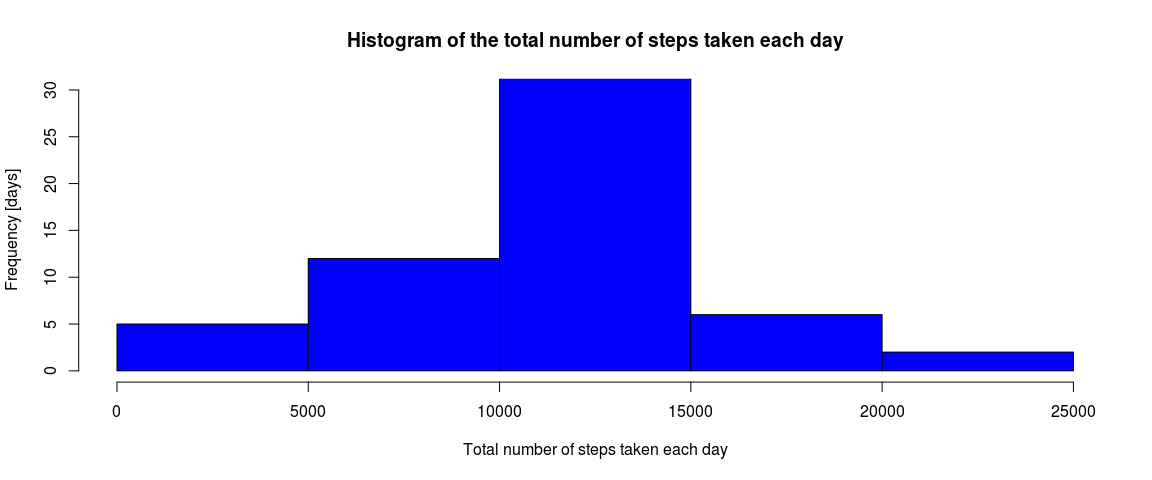 Histogram of the total number of steps taken each day
Frequency [days]
30
25
20
15
10
5
0
0 5000 10000 15000 20000 25000
Total number of steps taken each day